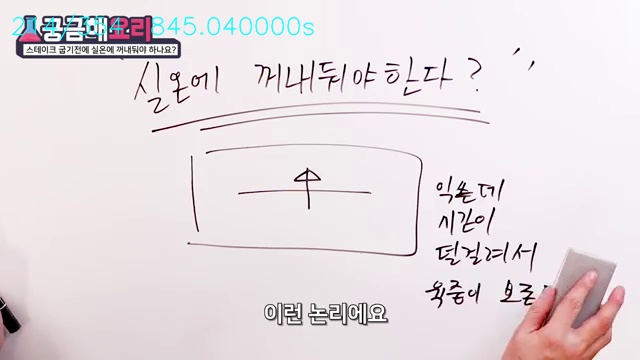 궁금해요리
스테이크 굽기전에 실온에 꺼내둬야 하나요?
845.040000s
실온에 꺼내둬야한다?
익는데
시간이
덜걸려서
육즙이 보존
이런 논리에요